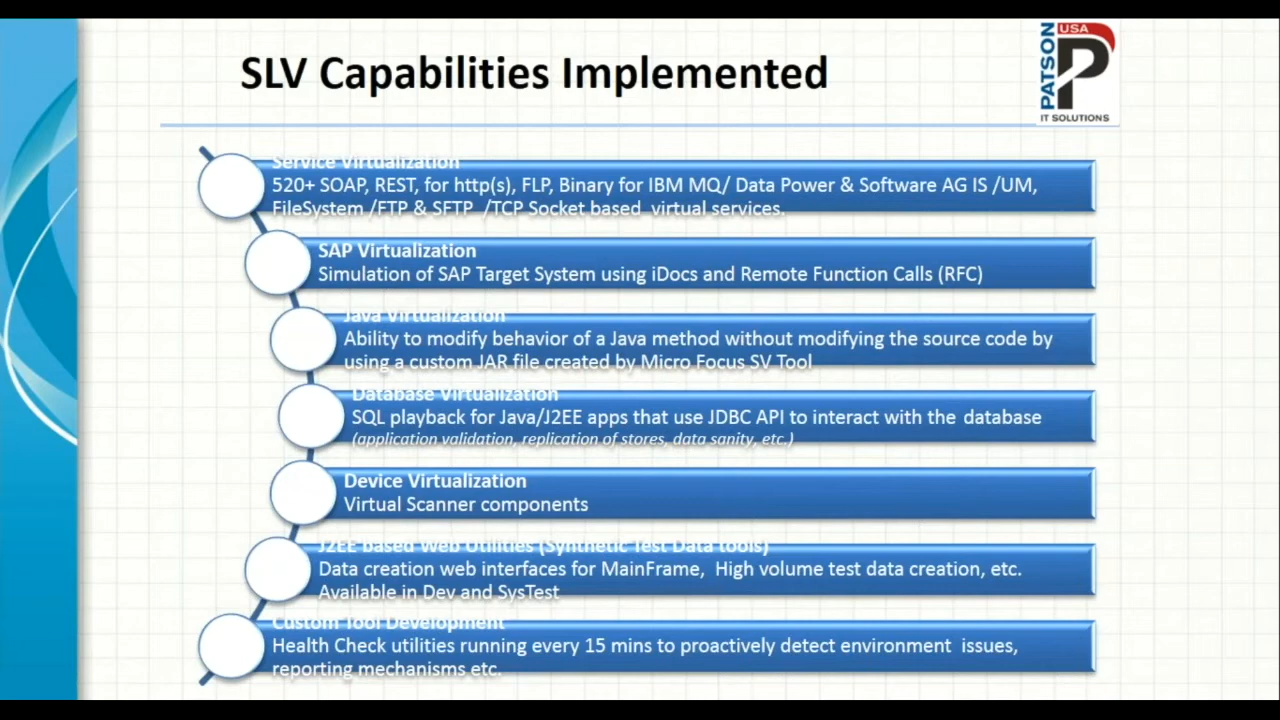 SLV Capabilities Implemented
PATSON
USA
P
IT SOLUTIONS
Service Virtualization
520+ SOAP, REST, for http(s), FLP, Binary for IBM MQ/ Data Power & Software AG IS /UM,
FileSystem /FTP & SFTP /TCP Socket based virtual services.
SAP Virtualization
Simulation of SAP Target System using iDocs and Remote Function Calls (RFC)
Java Virtualization
Ability to modify behavior of a Java method without modifying the source code by
using a custom JAR file created by Micro Focus SV Tool
Database Virtualization
SQL playback for Java/J2EE apps that use JDBC API to interact with the database
(application validation, replication of stores, data sanity, etc.)
Device Virtualization
Virtual Scanner components
J2EE based Web Utilities (Synthetic Test Data tools)
Data creation web interfaces for MainFrame, High volume test data creation, etc.
Available in Dev and SysTest
Custom Tool Development
Health Check utilities running every 15 mins to proactively detect environment issues,
reporting mechanisms etc.